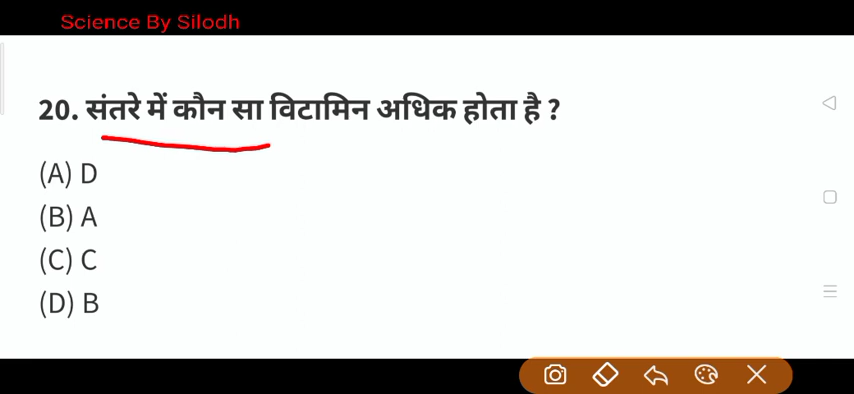 Science By Silodh
20. संतरे में कौन सा विटामिन अधिक होता है ?
(A) D
(B) A
(C) C
(D) B